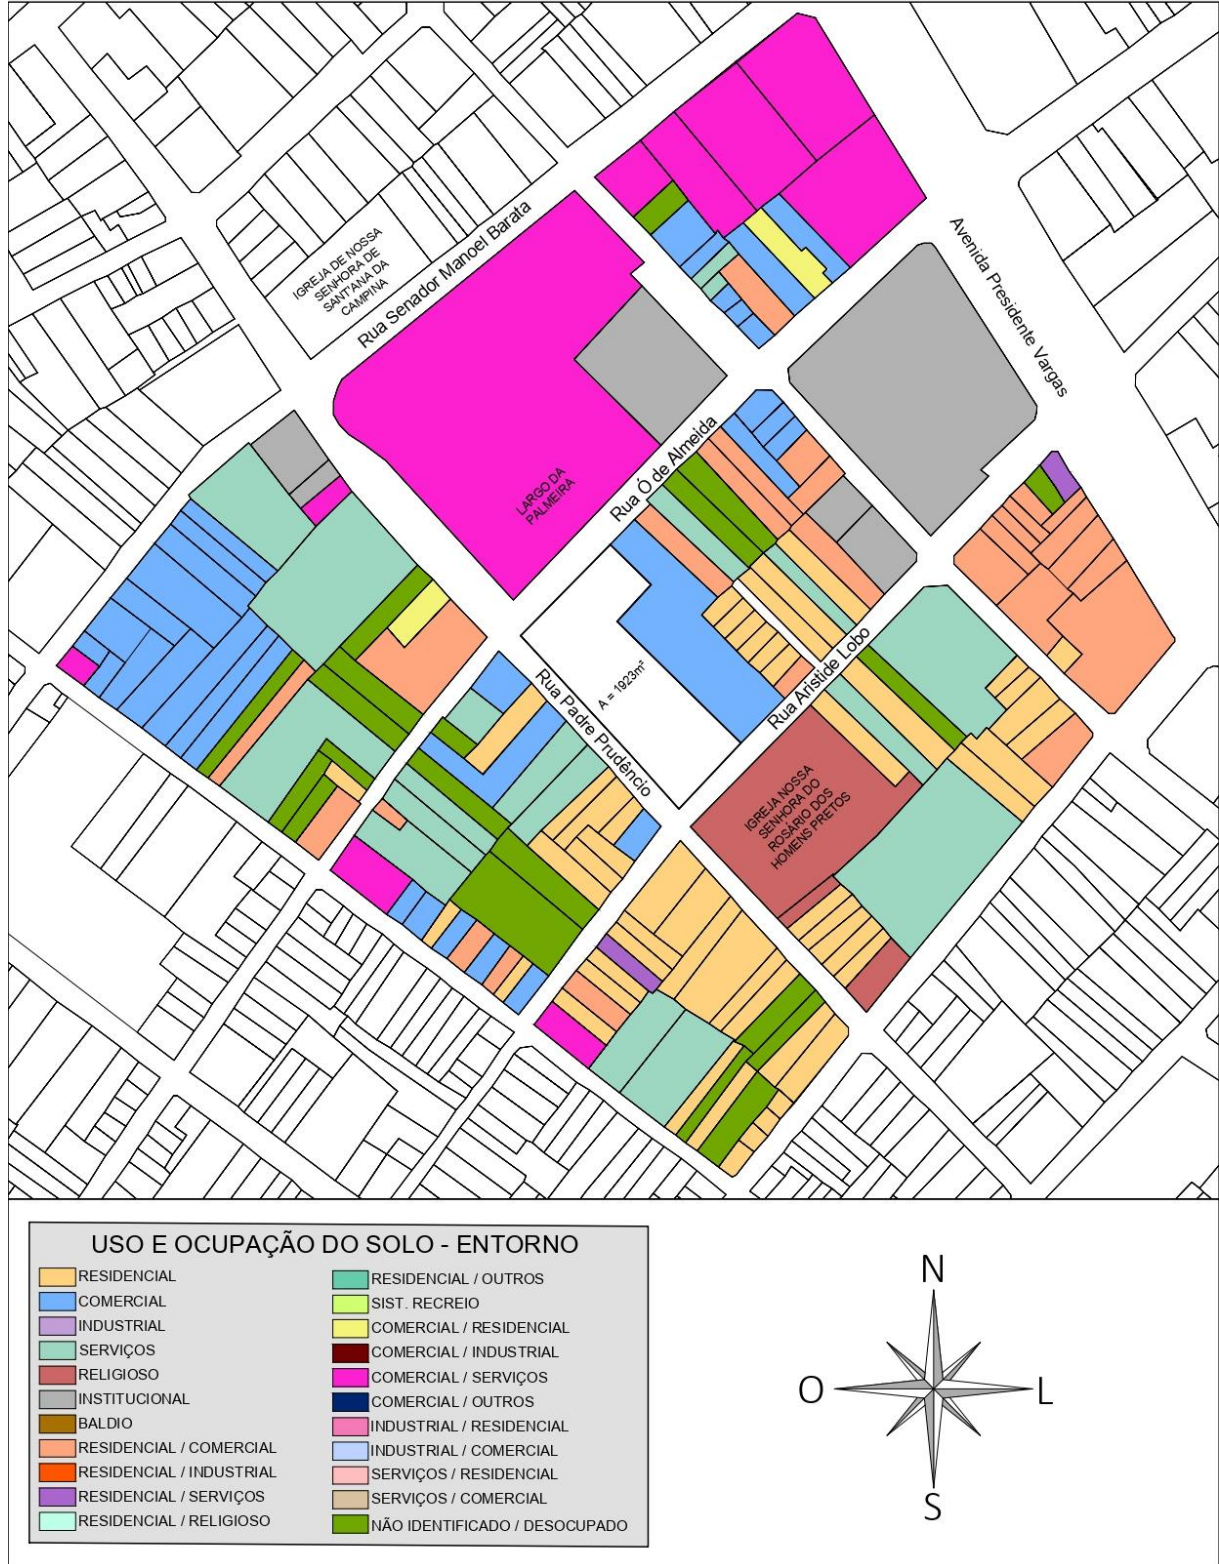 IGREJA DE NOSSA
SENHORA DE
SANT'ANA DA
CAMPINA
Rua Senador Manoel Barata
Avenida Presidente Vargas
LARGO DA
PALMEIRA
Rua Ó de Almeida
Rua Padre Prudêncio
A = 1923m²
Rua Aristide Lobo
IGREJA NOSSA
SENHORA DO
ROSÁRIO DOS
HOMENS PRETOS
USO E OCUPAÇÃO DO SOLO - ENTORNO
RESIDENCIAL
COMERCIAL
INDUSTRIAL
SERVIÇOS
RELIGIOSO
INSTITUCIONAL
BALDIO
RESIDENCIAL / COMERCIAL
RESIDENCIAL / INDUSTRIAL
RESIDENCIAL / SERVIÇOS
RESIDENCIAL / RELIGIOSO
RESIDENCIAL / OUTROS
SIST. RECREIO
COMERCIAL / RESIDENCIAL
COMERCIAL / INDUSTRIAL
COMERCIAL / SERVIÇOS
COMERCIAL / OUTROS
INDUSTRIAL / RESIDENCIAL
INDUSTRIAL / COMERCIAL
SERVIÇOS / RESIDENCIAL
SERVIÇOS / COMERCIAL
NÃO IDENTIFICADO / DESOCUPADO
N
O
L
S